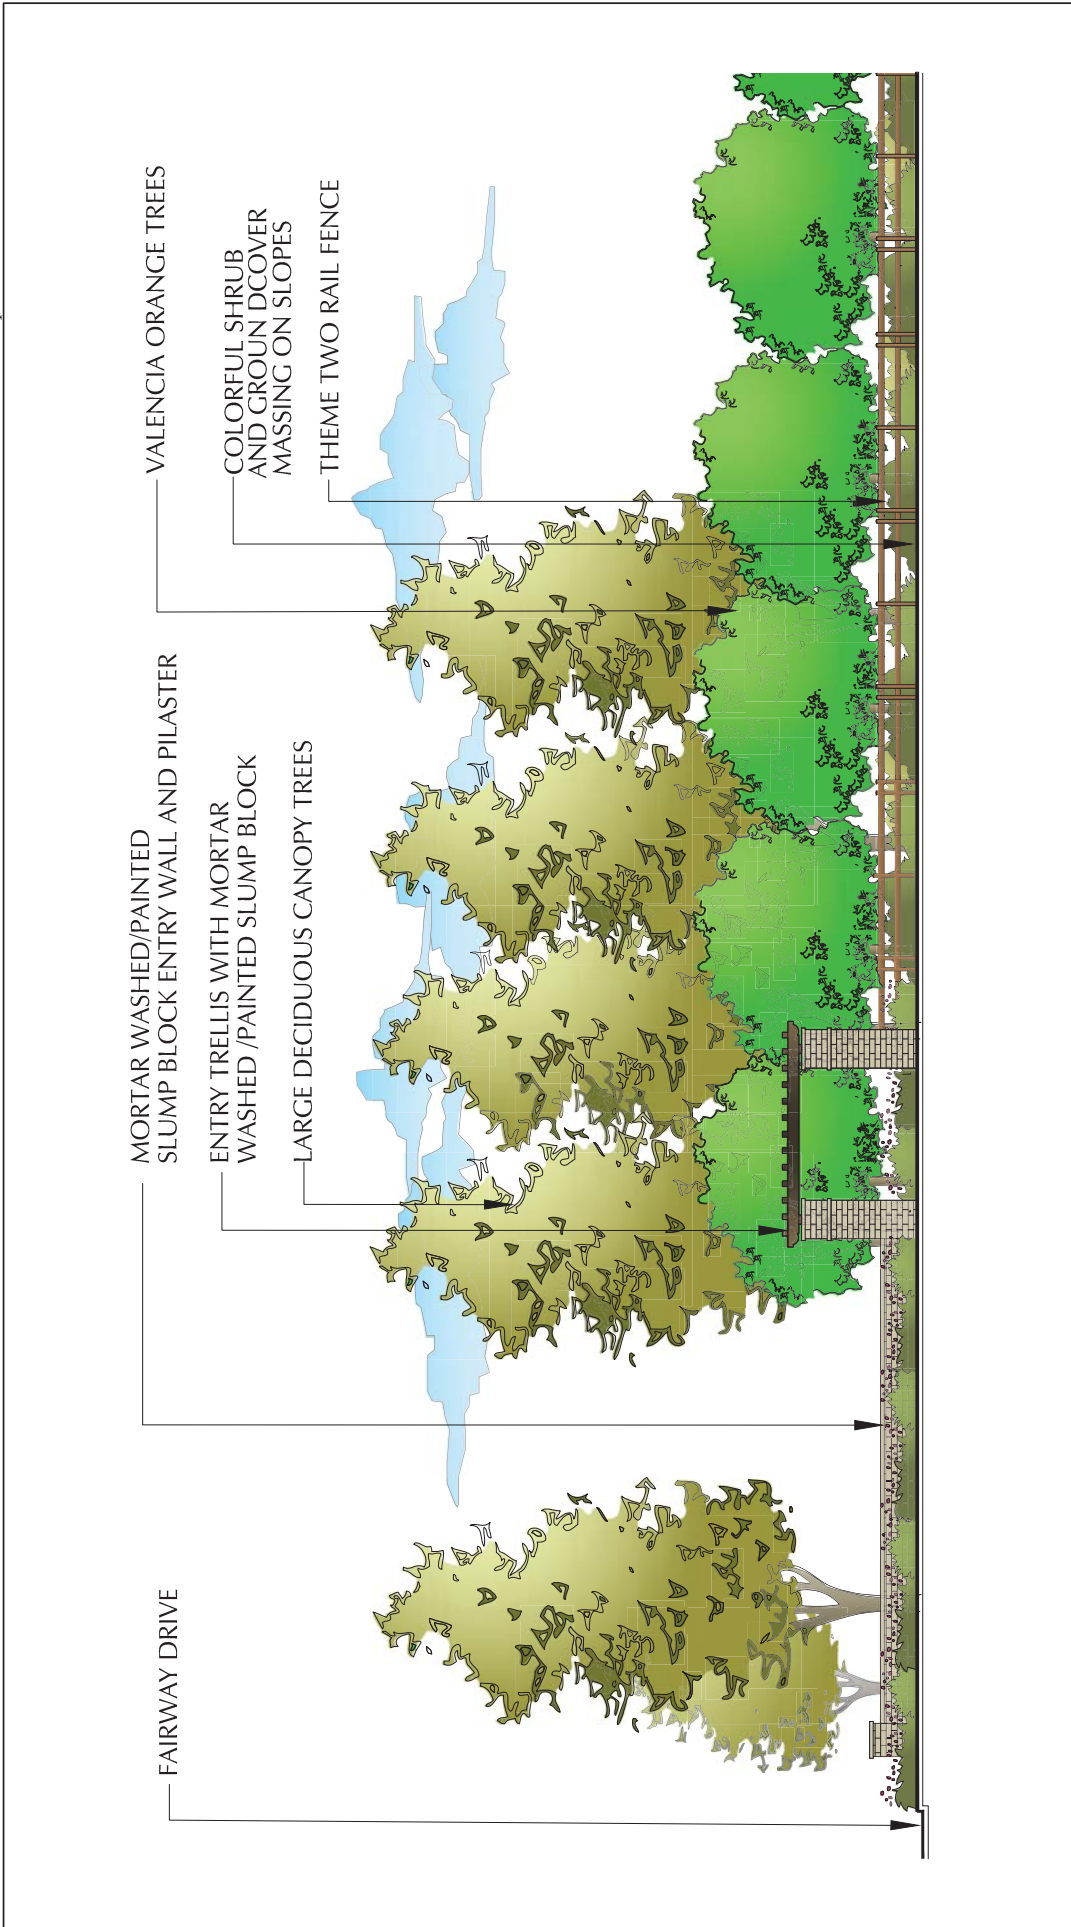 FAIRWAY DRIVE
MORTAR WASHED/PAINTED
SLUMP BLOCK ENTRY WALL AND PILASTER
ENTRY TRELLIS WITH MORTAR
WASHED /PAINTED SLUMP BLOCK
LARGE DECIDUOUS CANOPY TREES
VALENCIA ORANGE TREES
COLORFUL SHRUB
AND GROUN DCOVER
MASSING ON SLOPES
THEME TWO RAIL FENCE